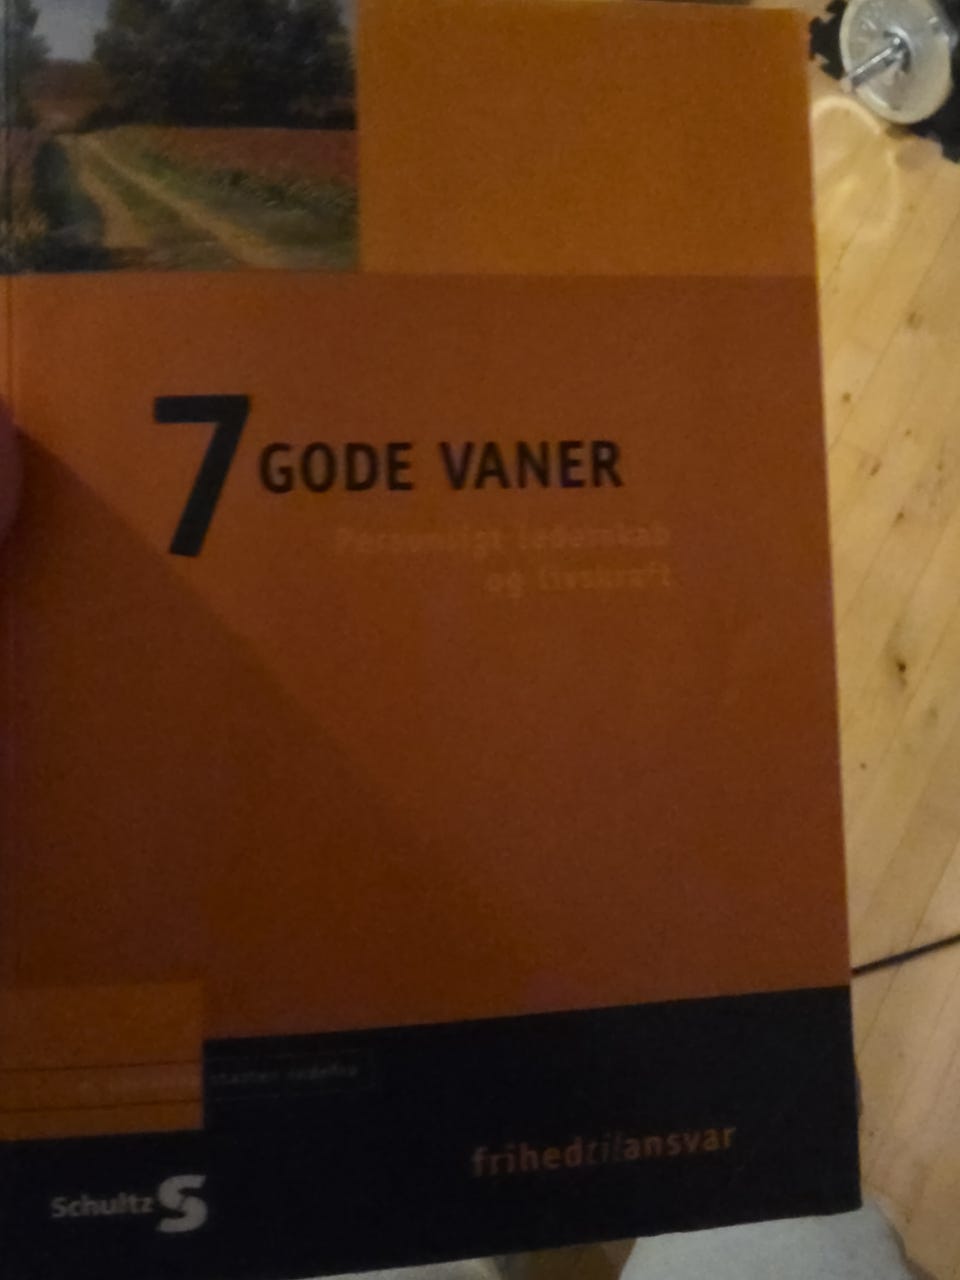 7 GODE VANER
Personligt lederskab
og livskraft
frihedtilansvar
Schultz